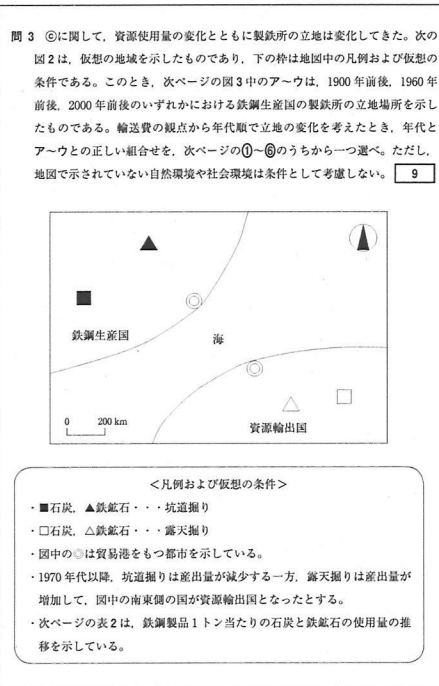 問3 ⓒに関して，資源使用量の変化とともに製鉄所の立地は変化してきた。次の
図2は，仮想の地域を示したものであり，下の枠は地図中の凡例および仮想の
条件である。このとき，次ページの図3中のア～ウは，1900年前後，1960年
前後，2000年前後のいずれかにおける鉄鋼生産国の製鉄所の立地場所を示し
たものである。輸送費の観点から年代順で立地の変化を考えたとき，年代と
ア～ウとの正しい組合せを，次ページの①～⑥のうちから一つ選べ。ただし，
地図で示されていない自然環境や社会環境は条件として考慮しない。 9
鉄鋼生産国
海
0 200 km
資源輸出国
＜凡例および仮想の条件＞
・■石炭，▲鉄鉱石・・・坑道掘り
・□石炭，△鉄鉱石・・・露天掘り
・図中の◎は貿易港をもつ都市を示している。
・1970年代以降，坑道掘りは産出量が減少する一方，露天掘りは産出量が
増加して，図中の南東側の国が資源輸出国となったとする。
・次ページの表2は，鉄鋼製品1トン当たりの石炭と鉄鉱石の使用量の推
移を示している。